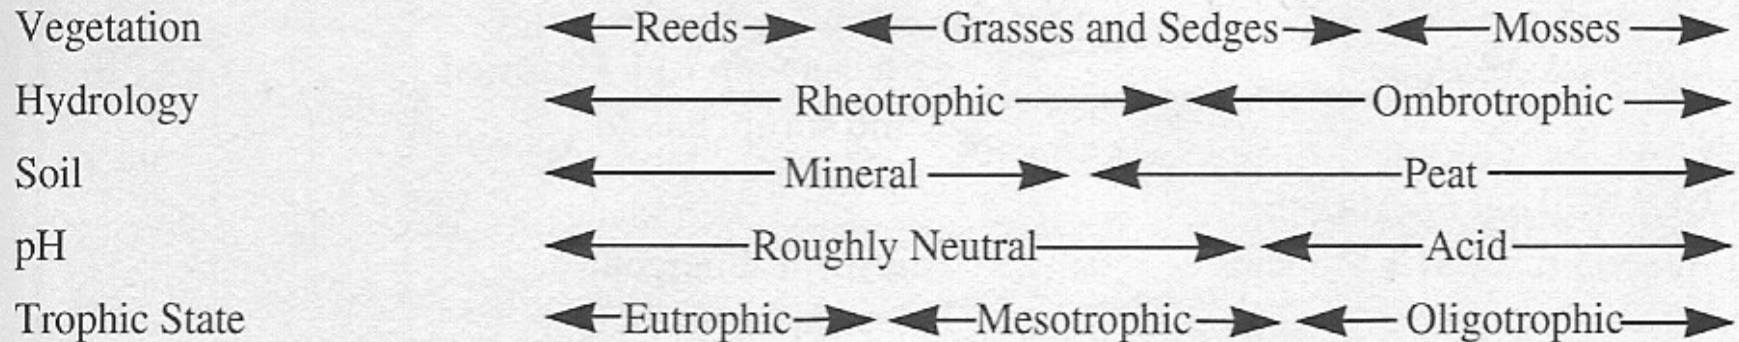 Vegetation Reeds Grasses and Sedges Mosses
Hydrology Rheotrophic Ombrotrophic
Soil Mineral Peat
pH Roughly Neutral Acid
Trophic State Eutrophic Mesotrophic Oligotrophic